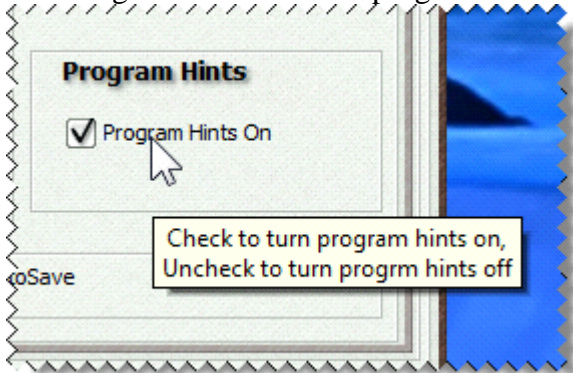 Program Hints
Program Hints On
Check to turn program hints on,
Uncheck to turn progrm hints off
oSave